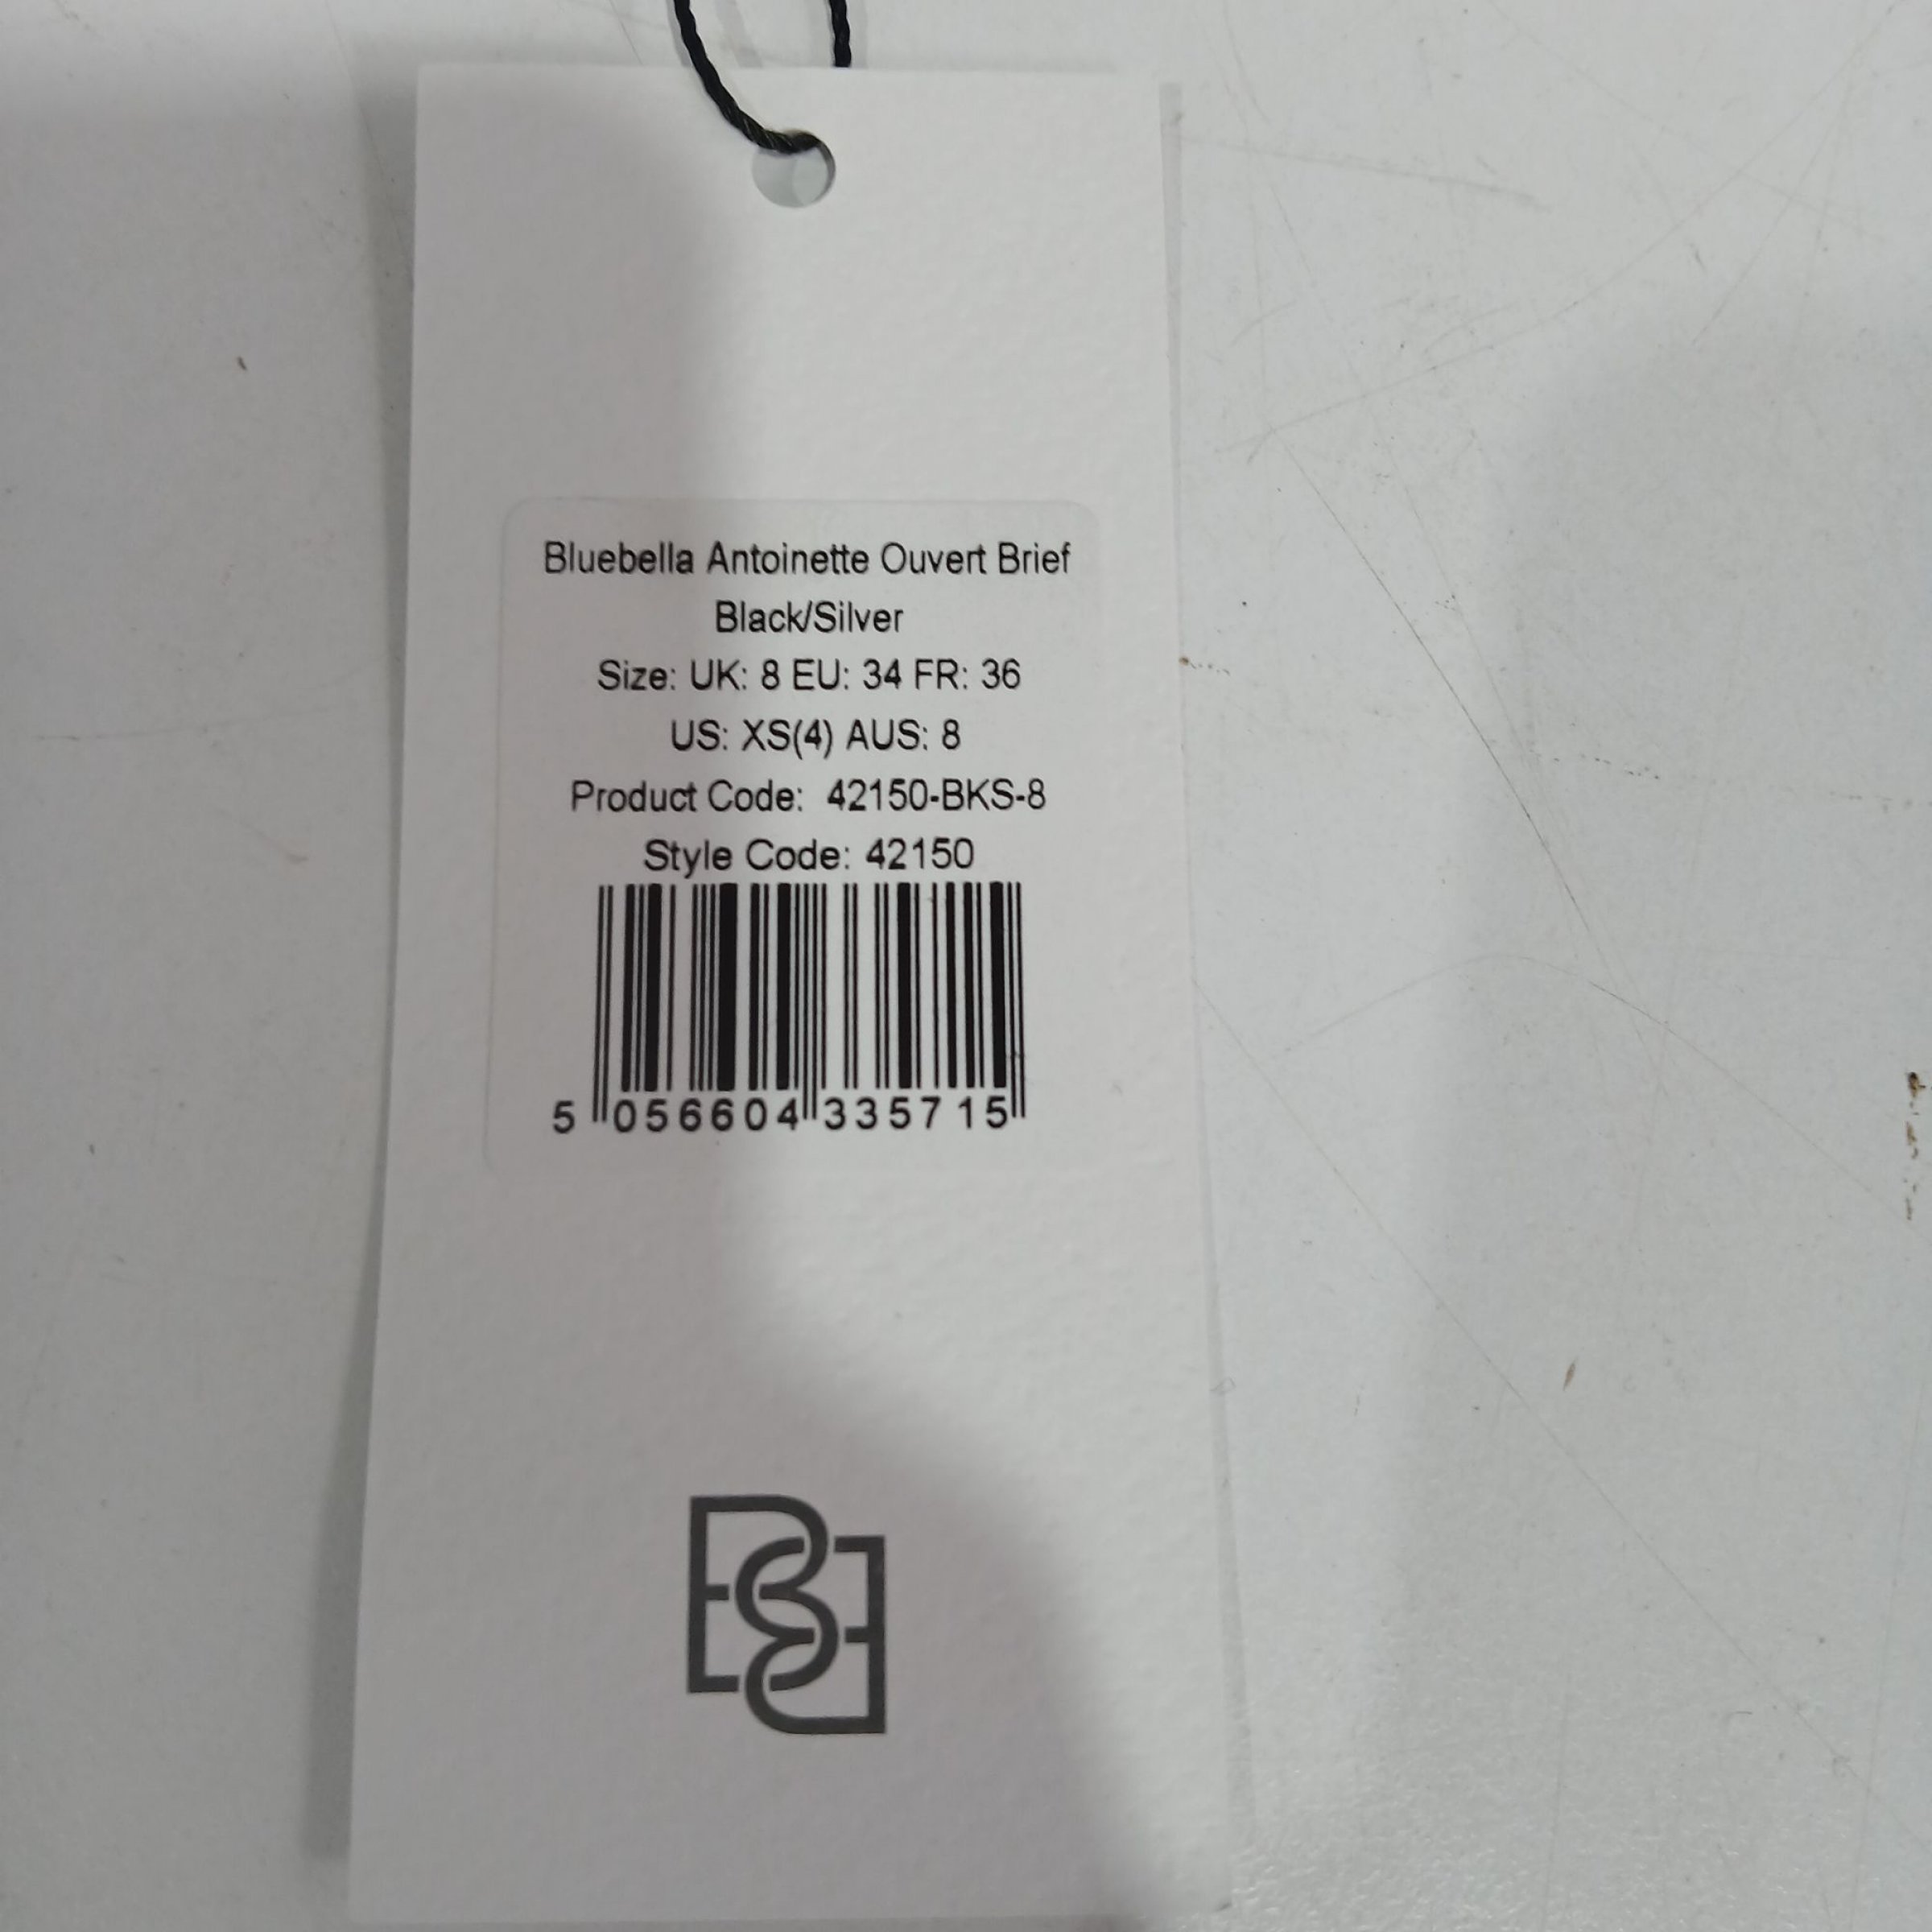 Bluebella Antoinette Ouvert Brief
Black/Silver
Size: UK: 8 EU: 34 FR: 36
US: XS(4) AUS: 8
Product Code: 42150-BKS-8
Style Code: 42150
5 056604 335715